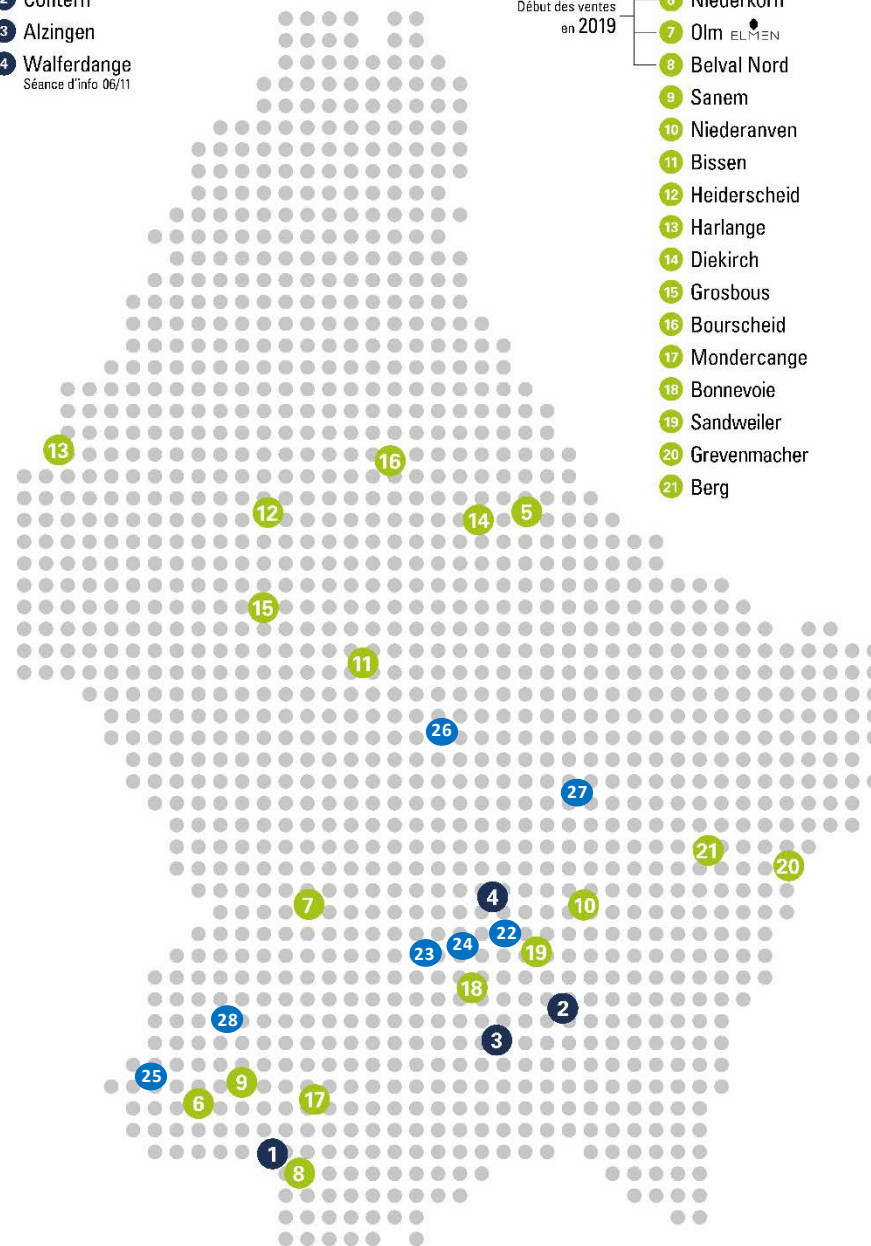 2 Contern
3 Alzingen
4 Walferdange
Séance d'info 06/11
Début des ventes
en 2019
6 Niederkorn
7 Olm ELMEN
8 Belval Nord
9 Sanem
10 Niederanven
11 Bissen
12 Heiderscheid
13 Harlange
14 Diekirch
15 Grosbous
16 Bourscheid
17 Mondercange
18 Bonnevoie
19 Sandweiler
20 Grevenmacher
21 Berg
13
16
12
14
5
15
11
26
27
21
20
4
7
10
22
24
23
19
18
2
28
3
25
9
6
17
1
8